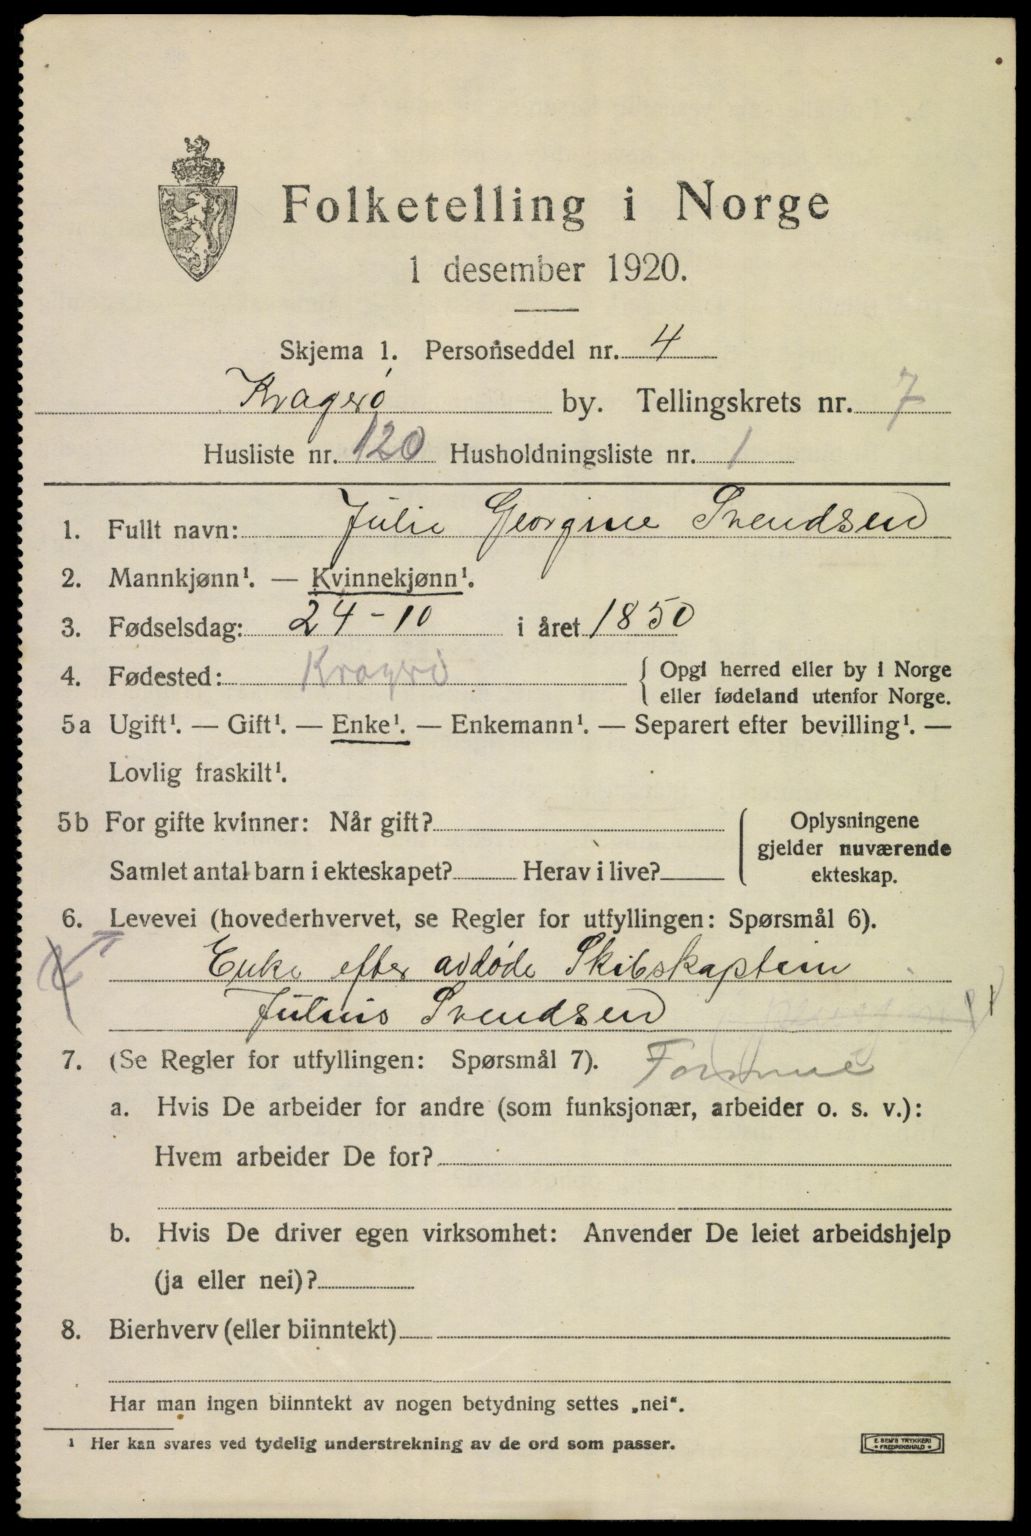 Folketelling i Norge
1 desember 1920.
Skjema 1. Personseddel nr. 4
Kragerö by. Tellingskrets nr. 7
Husliste nr. 120 Husholdningsliste nr. 1
1. Fullt navn: Julie Georgine Svendsen
2. Mannkjønn¹. — Kvinnekjønn¹.
3. Fødselsdag: 24-10 i året 1850
4. Fødested: Kragerö { Opgi herred eller by i Norge
eller fødeland utenfor Norge.
5a Ugift¹. — Gift¹. — Enke¹. — Enkemann¹. — Separert efter bevilling¹. —
Lovlig fraskilt¹.
5b For gifte kvinner: Når gift?
Samlet antal barn i ekteskapet? Herav i live?
Oplysningene
gjelder nuværende
ekteskap.
6. Levevei (hovederhvervet, se Regler for utfyllingen: Spørsmål 6).
Enke efter avdöde Skibskaptein
Julius Svendsen
7. (Se Regler for utfyllingen: Spørsmål 7). Formue
a. Hvis De arbeider for andre (som funksjonær, arbeider o. s. v.):
Hvem arbeider De for?
b. Hvis De driver egen virksomhet: Anvender De leiet arbeidshjelp
(ja eller nei)?
8. Bierhverv (eller biinntekt)
Har man ingen biinntekt av nogen betydning settes „nei“.
¹ Her kan svares ved tydelig understrekning av de ord som passer.
E. SEM'S TRYKKERI
FREDRIKSHALD